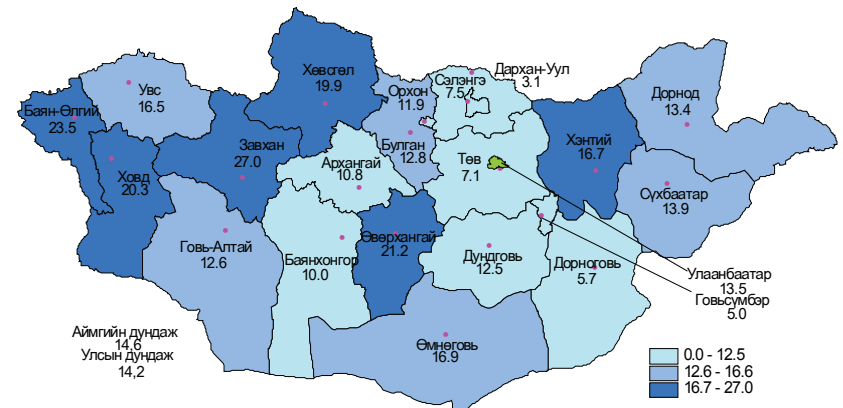 Хөвсгөл
19.9
Увс
16.5
Баян-Өлгий
23.5
Ховд
20.3
Завхан
27.0
Орхон
11.9
Булган
12.8
Сэлэнгэ
7.5
Дархан-Уул
3.1
Дорнод
13.4
Хэнтий
16.7
Архангай
10.8
Төв
7.1
Сүхбаатар
13.9
Говь-Алтай
12.6
Баянхонгор
10.0
Өвөрхангай
21.2
Дундговь
12.5
Дорноговь
5.7
Улаанбаатар
13.5
Говьсүмбэр
5.0
Өмнөговь
16.9
Аймгийн дундаж
14,6
Улсын дундаж
14,2
0.0 - 12.5
12.6 - 16.6
16.7 - 27.0